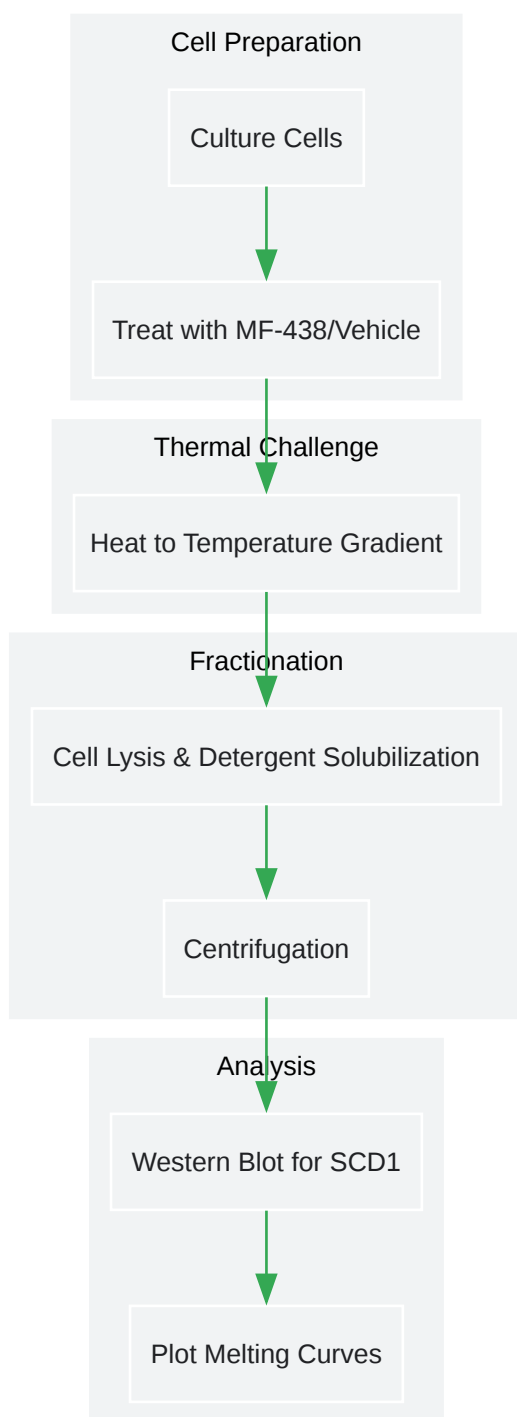 Cell Preparation
Culture Cells
Treat with MF-438/Vehicle
Thermal Challenge
Heat to Temperature Gradient
Fractionation
Cell Lysis & Detergent Solubilization
Centrifugation
Analysis
Western Blot for SCD1
Plot Melting Curves